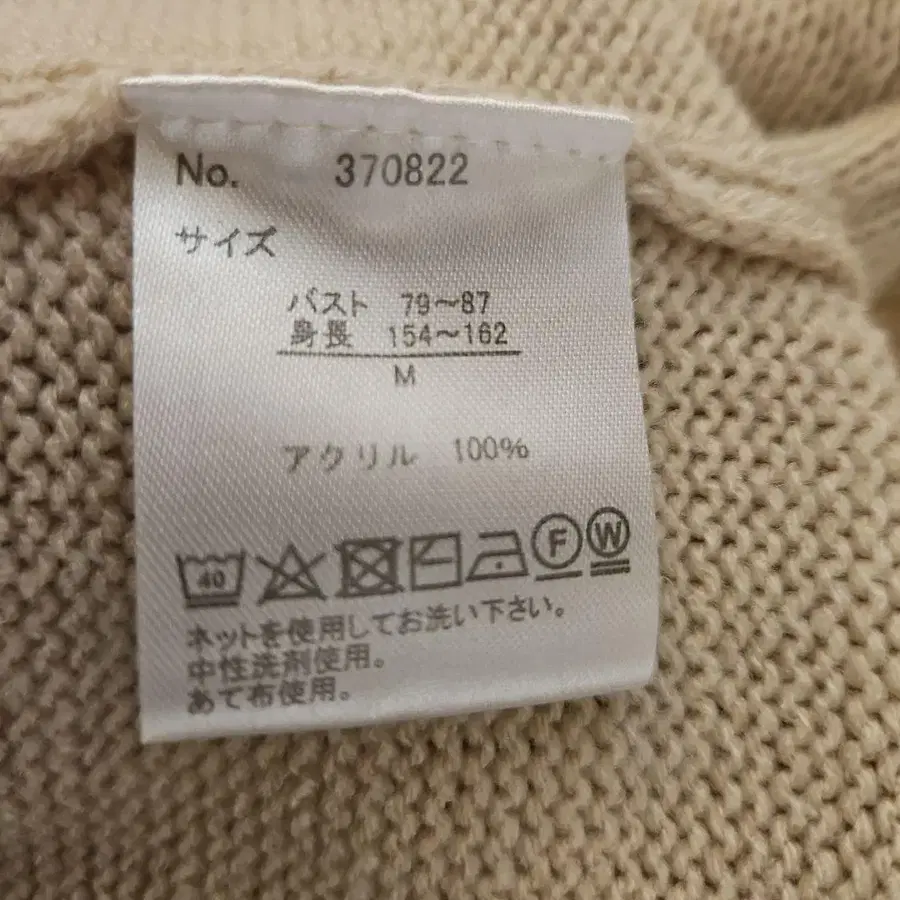 No. 370822
サイズ
バスト 79〜87
身長 154〜162
M
アクリル 100%
40 F W
ネットを使用してお洗い下さい。
中性洗剤使用。
あて布使用。